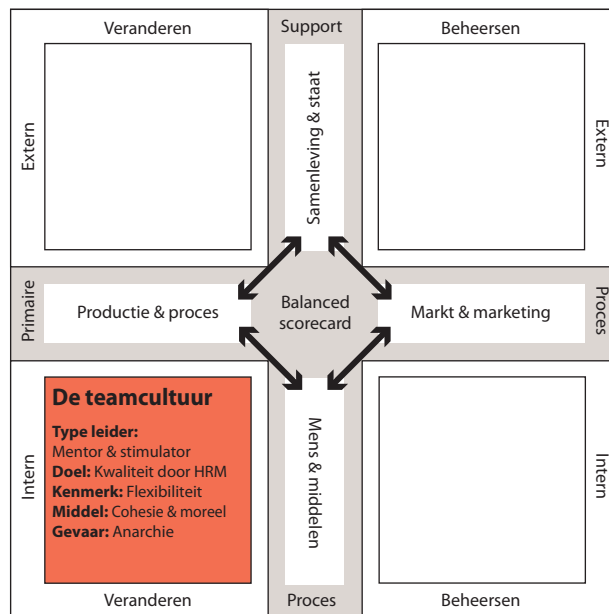 Veranderen
Support
Beheersen
Extern
Samenleving & staat
Extern
Primaire
Productie & proces
Balanced
scorecard
Markt & marketing
Proces
Intern
De teamcultuur
Type leider:
Mentor & stimulator
Doel: Kwaliteit door HRM
Kenmerk: Flexibiliteit
Middel: Cohesie & moreel
Gevaar: Anarchie
Mens & middelen
Intern
Veranderen
Proces
Beheersen